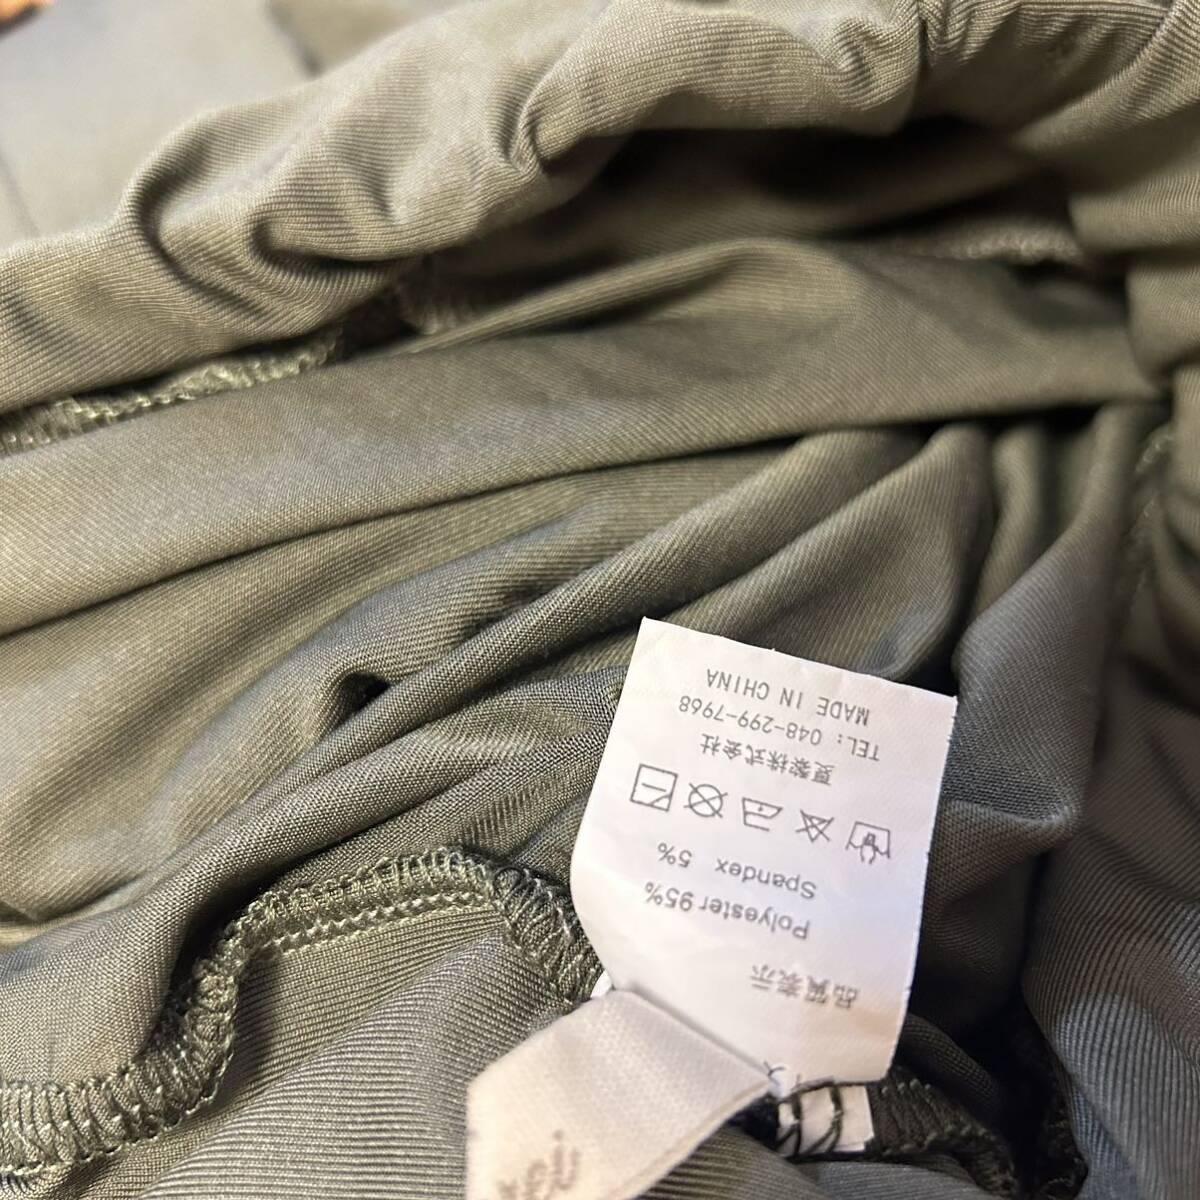 品質表示
Polyester 95%
Spandex 5%
夏黎株式会社
TEL: 048-299-7968
MADE IN CHINA